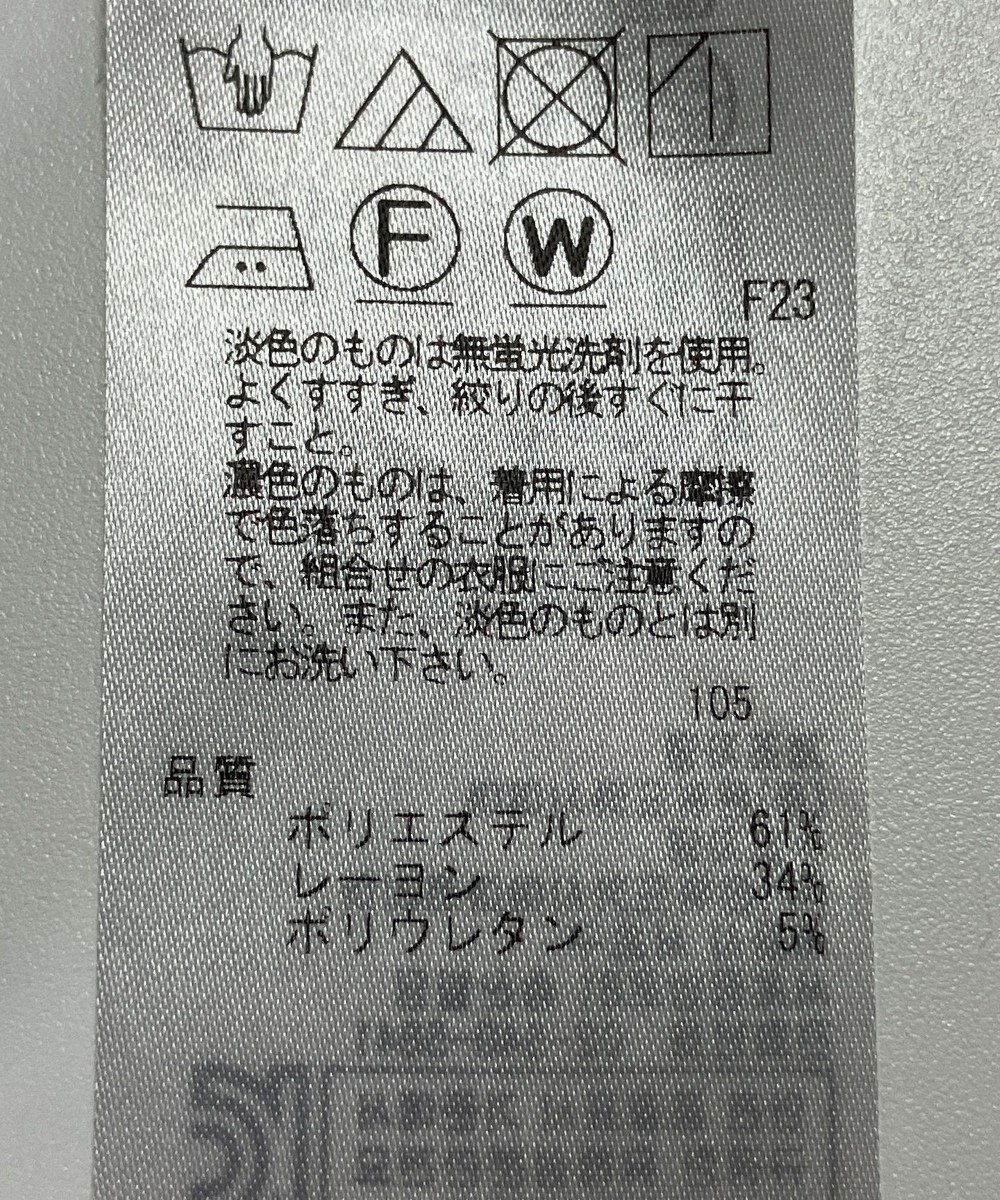 F
W
F23
淡色のものは無蛍光洗剤を使用。
よくすすぎ、絞りの後すぐに干
すこと。
濃色のものは、着用による摩擦
で色落ちすることがありますの
で、組合せの衣服にご注意くだ
さい。また、淡色のものとは別
にお洗い下さい。
105
品質
ポリエステル 61%
レーヨン 34%
ポリウレタン 5%